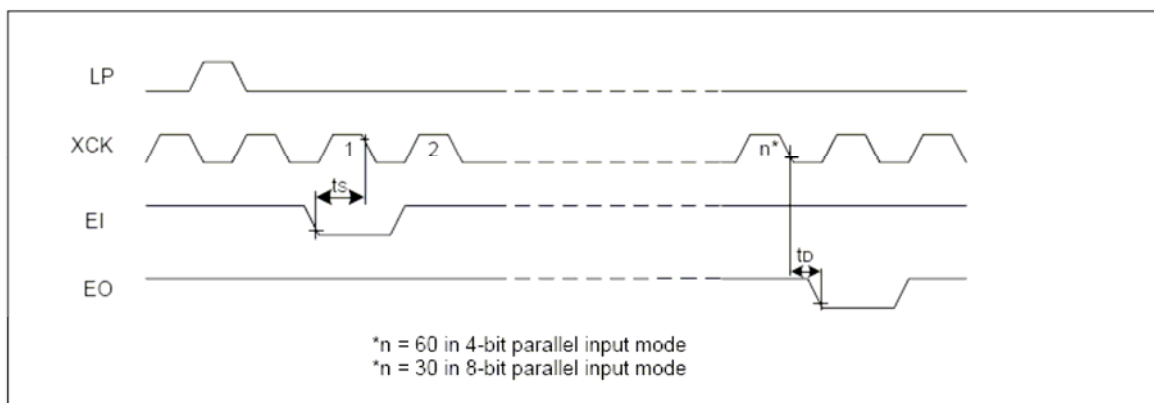 LP
XCK
1
2
n*
ts
EI
tD
EO
*n = 60 in 4-bit parallel input mode
*n = 30 in 8-bit parallel input mode